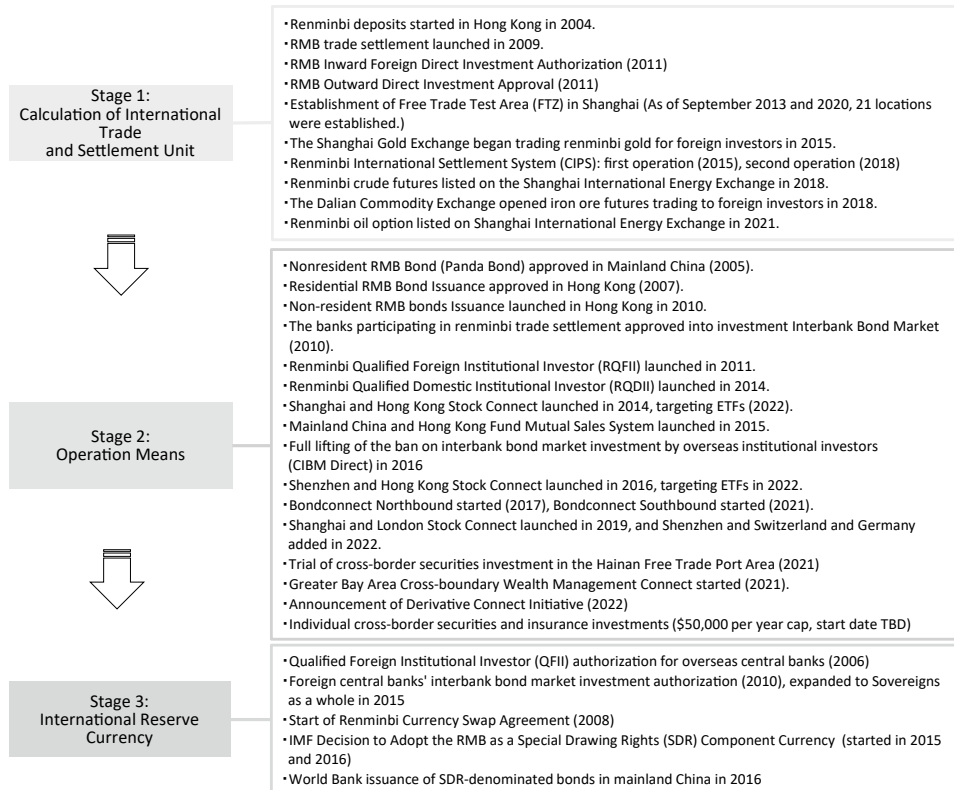 Stage 1:
Calculation of International
Trade
and Settlement Unit
・Renminbi deposits started in Hong Kong in 2004.
・RMB trade settlement launched in 2009.
・RMB Inward Foreign Direct Investment Authorization (2011)
・RMB Outward Direct Investment Approval (2011)
・Establishment of Free Trade Test Area (FTZ) in Shanghai (As of September 2013 and 2020, 21 locations
were established.)
・The Shanghai Gold Exchange began trading renminbi gold for foreign investors in 2015.
・Renminbi International Settlement System (CIPS): first operation (2015), second operation (2018)
・Renminbi crude futures listed on the Shanghai International Energy Exchange in 2018.
・The Dalian Commodity Exchange opened iron ore futures trading to foreign investors in 2018.
・Renminbi oil option listed on Shanghai International Energy Exchange in 2021.
Stage 2:
Operation Means
・Nonresident RMB Bond (Panda Bond) approved in Mainland China (2005).
・Residential RMB Bond Issuance approved in Hong Kong (2007).
・Non-resident RMB bonds Issuance launched in Hong Kong in 2010.
・The banks participating in renminbi trade settlement approved into investment Interbank Bond Market
(2010).
・Renminbi Qualified Foreign Institutional Investor (RQFII) launched in 2011.
・Renminbi Qualified Domestic Institutional Investor (RQDII) launched in 2014.
・Shanghai and Hong Kong Stock Connect launched in 2014, targeting ETFs (2022).
・Mainland China and Hong Kong Fund Mutual Sales System launched in 2015.
・Full lifting of the ban on interbank bond market investment by overseas institutional investors
(CIBM Direct) in 2016
・Shenzhen and Hong Kong Stock Connect launched in 2016, targeting ETFs in 2022.
・Bondconnect Northbound started (2017), Bondconnect Southbound started (2021).
・Shanghai and London Stock Connect launched in 2019, and Shenzhen and Switzerland and Germany
added in 2022.
・Trial of cross-border securities investment in the Hainan Free Trade Port Area (2021)
・Greater Bay Area Cross-boundary Wealth Management Connect started (2021).
・Announcement of Derivative Connect Initiative (2022)
・Individual cross-border securities and insurance investments ($50,000 per year cap, start date TBD)
Stage 3:
International Reserve
Currency
・Qualified Foreign Institutional Investor (QFII) authorization for overseas central banks (2006)
・Foreign central banks' interbank bond market investment authorization (2010), expanded to Sovereigns
as a whole in 2015
・Start of Renminbi Currency Swap Agreement (2008)
・IMF Decision to Adopt the RMB as a Special Drawing Rights (SDR) Component Currency (started in 2015
and 2016)
・World Bank issuance of SDR-denominated bonds in mainland China in 2016